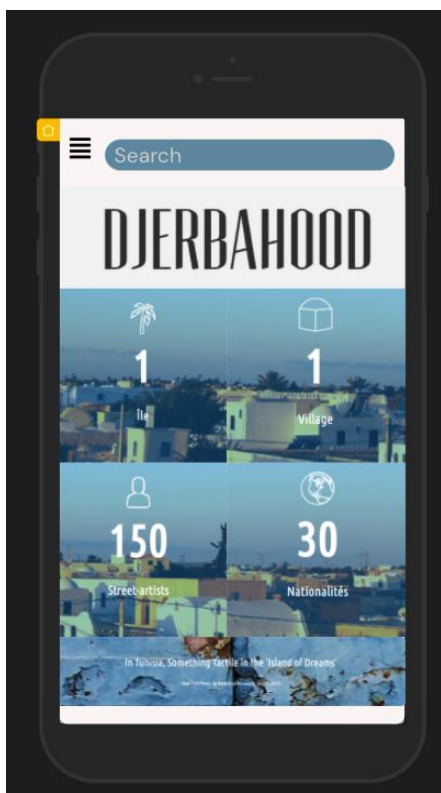 Search
DJERBAHOOD
1
Île
1
Village
150
Street-artists
30
Nationalités
In Tunisia, Something Tactile in the 'Island of Dreams'